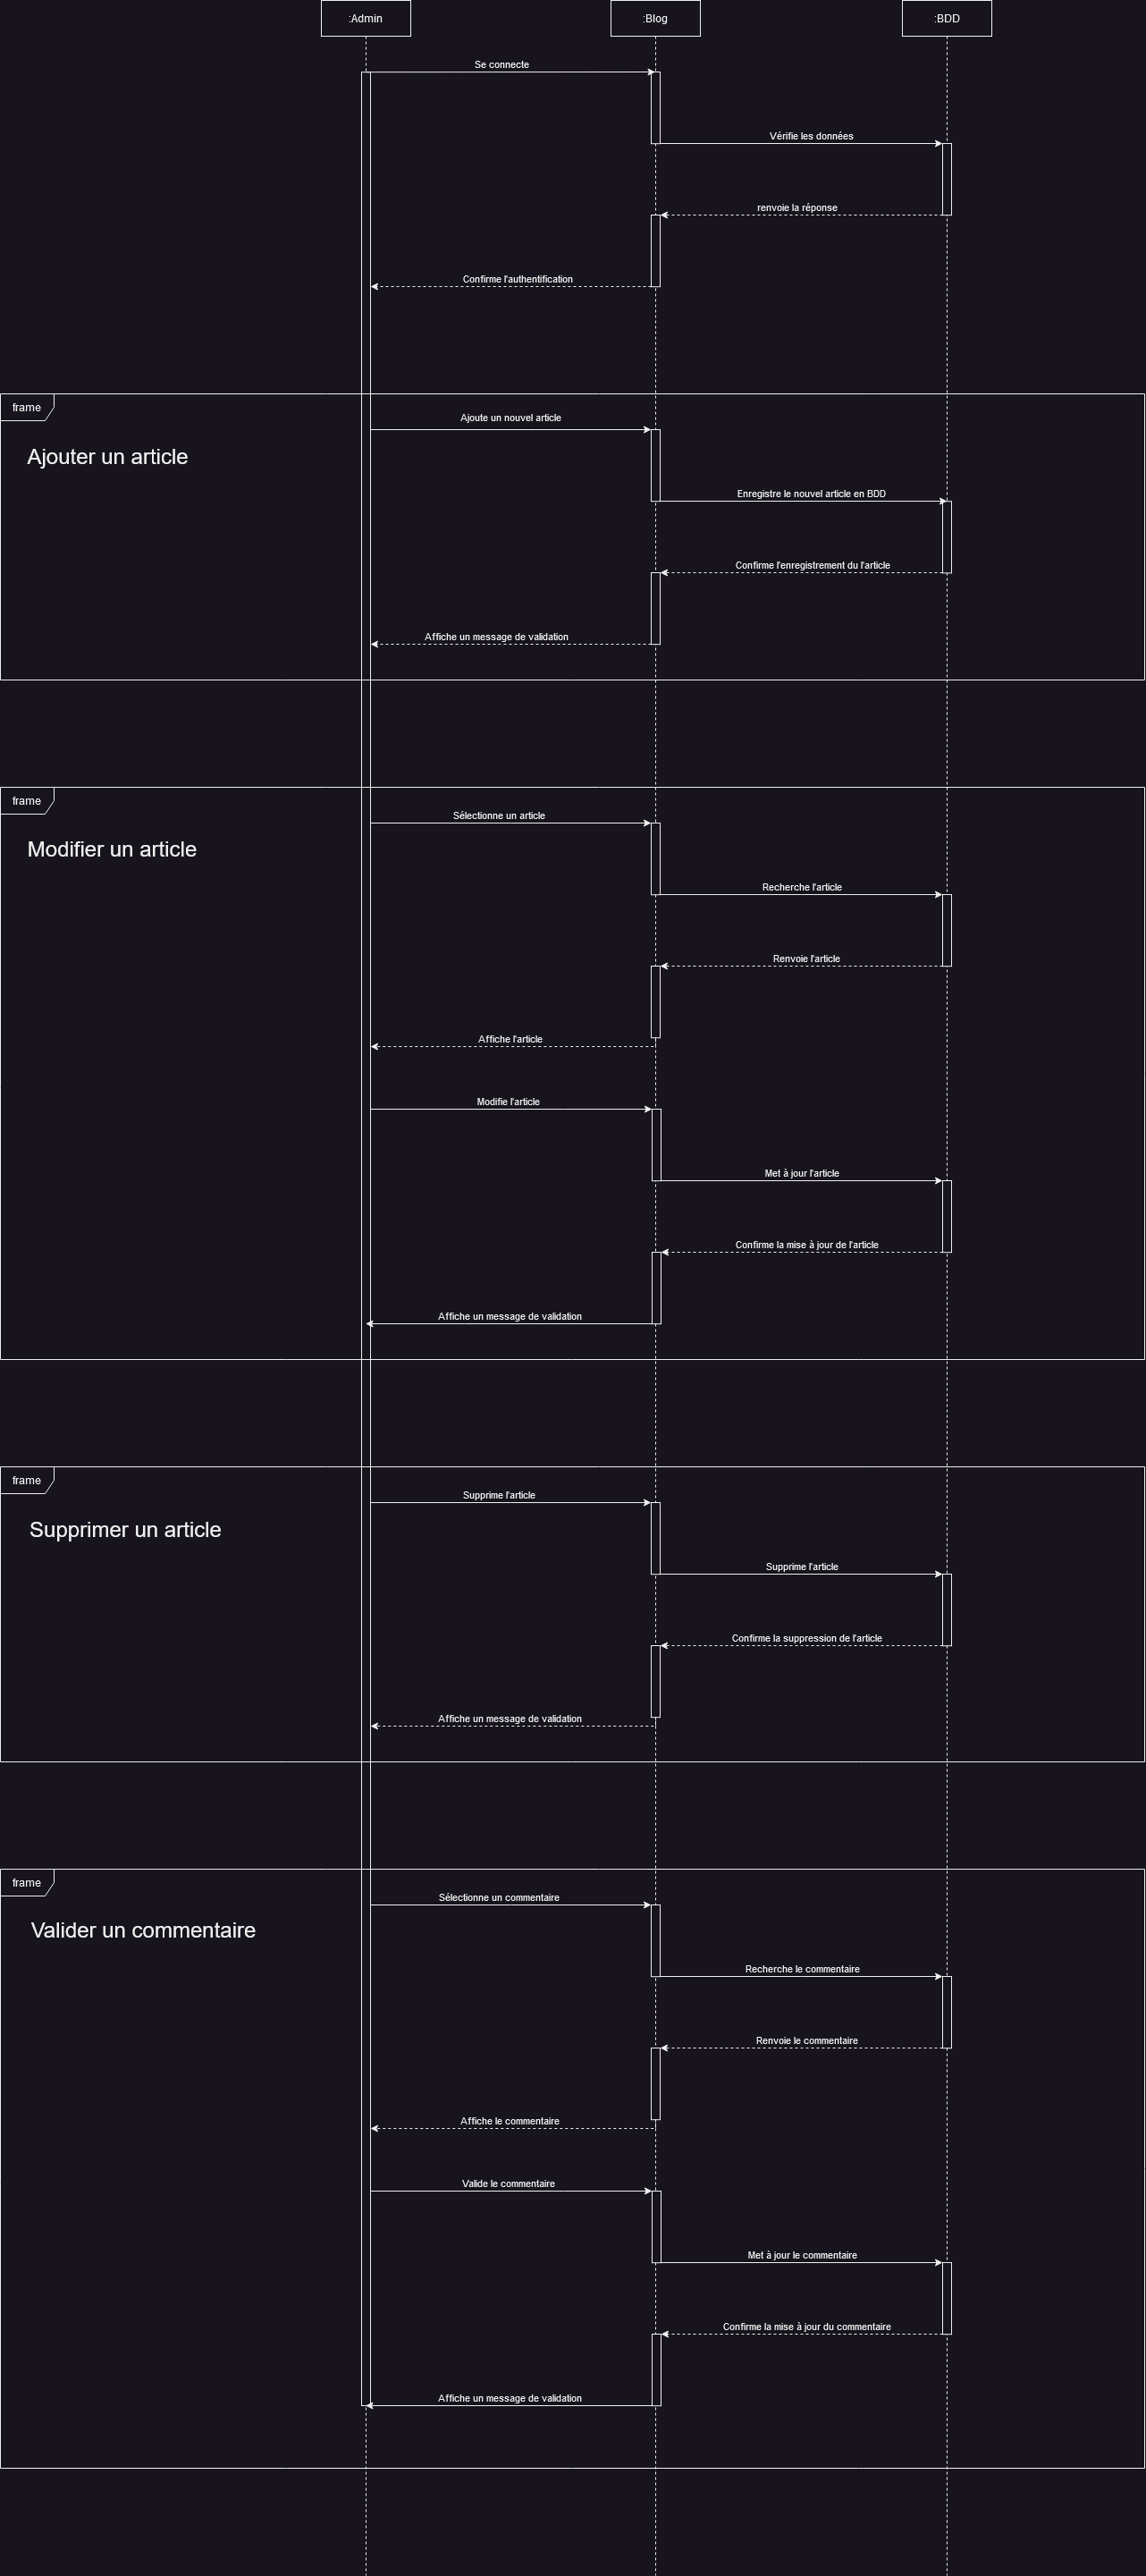 :Admin
:Blog
:BDD
Se connecte
Vérifie les données
renvoie la réponse
Confirme l'authentification
frame
Ajouter un article
Ajoute un nouvel article
Enregistre le nouvel article en BDD
Confirme l'enregistrement du l'article
Affiche un message de validation
frame
Modifier un article
Sélectionne un article
Recherche l'article
Renvoie l'article
Affiche l'article
Modifie l'article
Met à jour l'article
Confirme la mise à jour de l'article
Affiche un message de validation
frame
Supprimer un article
Supprime l'article
Supprime l'article
Confirme la suppression de l'article
Affiche un message de validation
frame
Valider un commentaire
Sélectionne un commentaire
Recherche le commentaire
Renvoie le commentaire
Affiche le commentaire
Valide le commentaire
Met à jour le commentaire
Confirme la mise à jour du commentaire
Affiche un message de validation